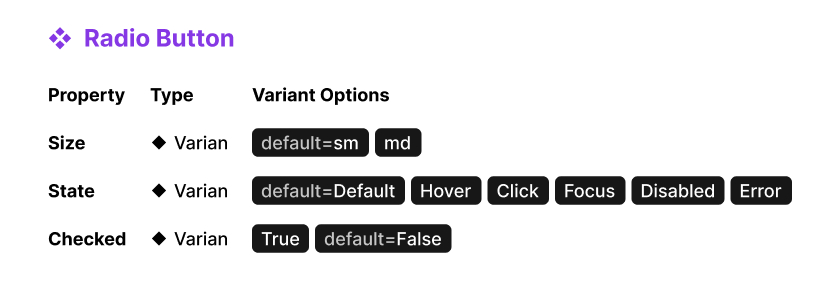 Radio Button
Property Type Variant Options
Size Varian default=sm md
State Varian default=Default Hover Click Focus Disabled Error
Checked Varian True default=False